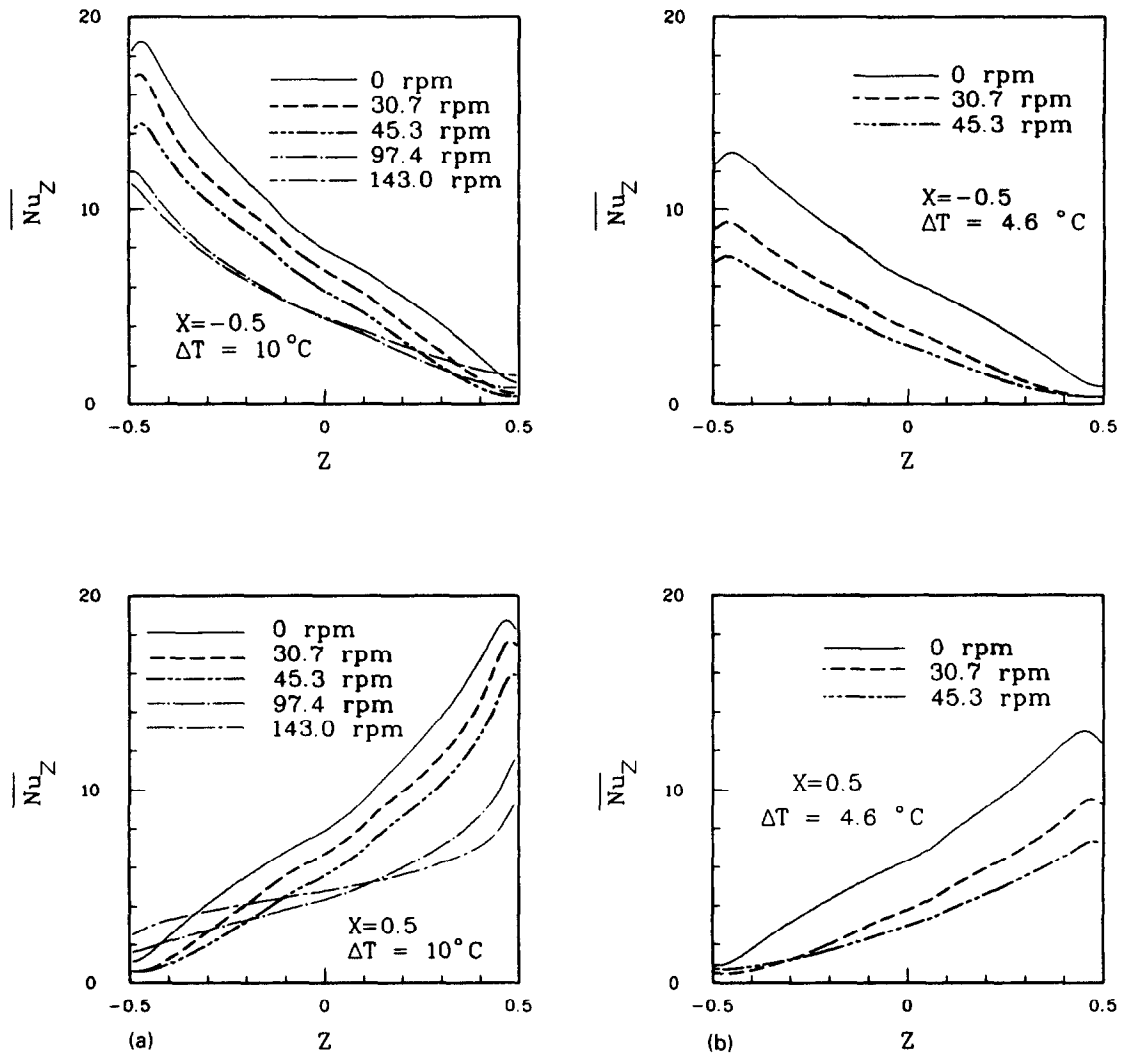 20
10
0
Nu_Z
0 rpm
30.7 rpm
45.3 rpm
97.4 rpm
143.0 rpm
X=-0.5
ΔT = 10 °C
-0.5
0
0.5
Z
20
10
0
Nu_Z
0 rpm
30.7 rpm
45.3 rpm
X=-0.5
ΔT = 4.6 °C
-0.5
0
0.5
Z
20
10
0
Nu_Z
0 rpm
30.7 rpm
45.3 rpm
97.4 rpm
143.0 rpm
X=0.5
ΔT = 10°C
-0.5
0
0.5
(a)
Z
20
10
0
Nu_Z
0 rpm
30.7 rpm
45.3 rpm
X=0.5
ΔT = 4.6 °C
-0.5
0
0.5
(b)
Z